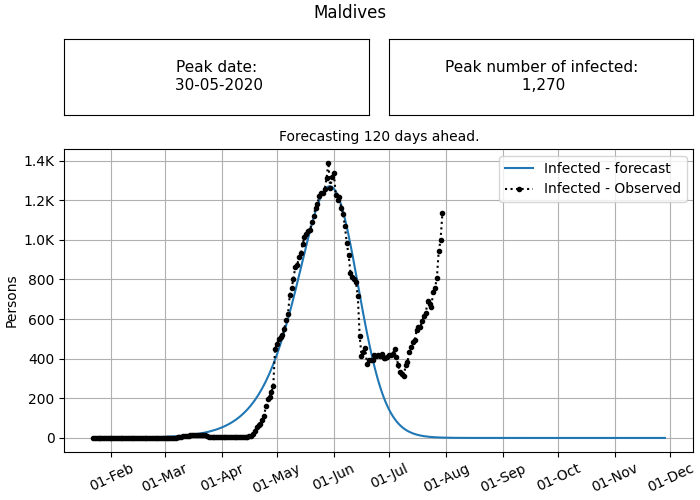 Maldives
Peak date:
30-05-2020
Peak number of infected:
1,270
Forecasting 120 days ahead.
Infected - forecast
Infected - Observed
1.4K
1.2K
1.0K
800
600
400
200
0
Persons
01-Feb
01-Mar
01-Apr
01-May
01-Jun
01-Jul
01-Aug
01-Sep
01-Oct
01-Nov
01-Dec